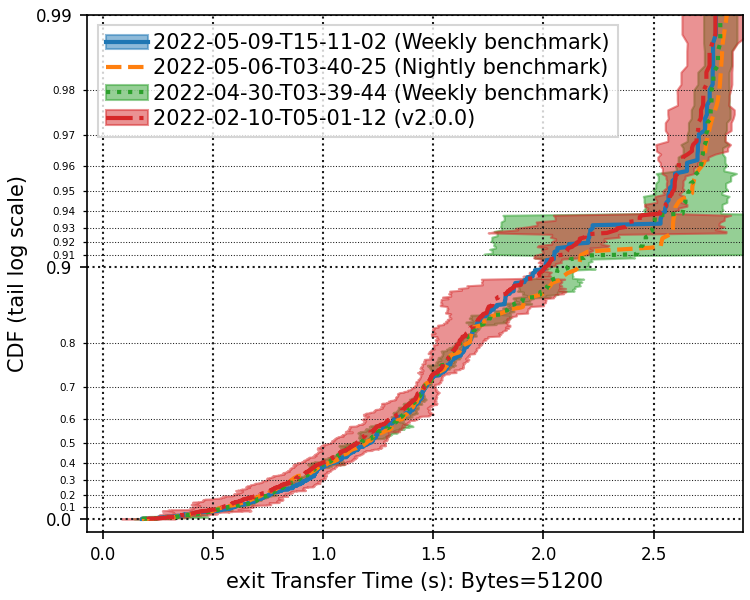 0.99
2022-05-09-T15-11-02 (Weekly benchmark)
2022-05-06-T03-40-25 (Nightly benchmark)
2022-04-30-T03-39-44 (Weekly benchmark)
2022-02-10-T05-01-12 (v2.0.0)
0.98
0.97
0.96
0.95
0.94
0.93
0.92
0.91
0.9
0.8
0.7
0.6
0.5
0.4
0.3
0.2
0.1
0.0
CDF (tail log scale)
0.0 0.5 1.0 1.5 2.0 2.5
exit Transfer Time (s): Bytes=51200